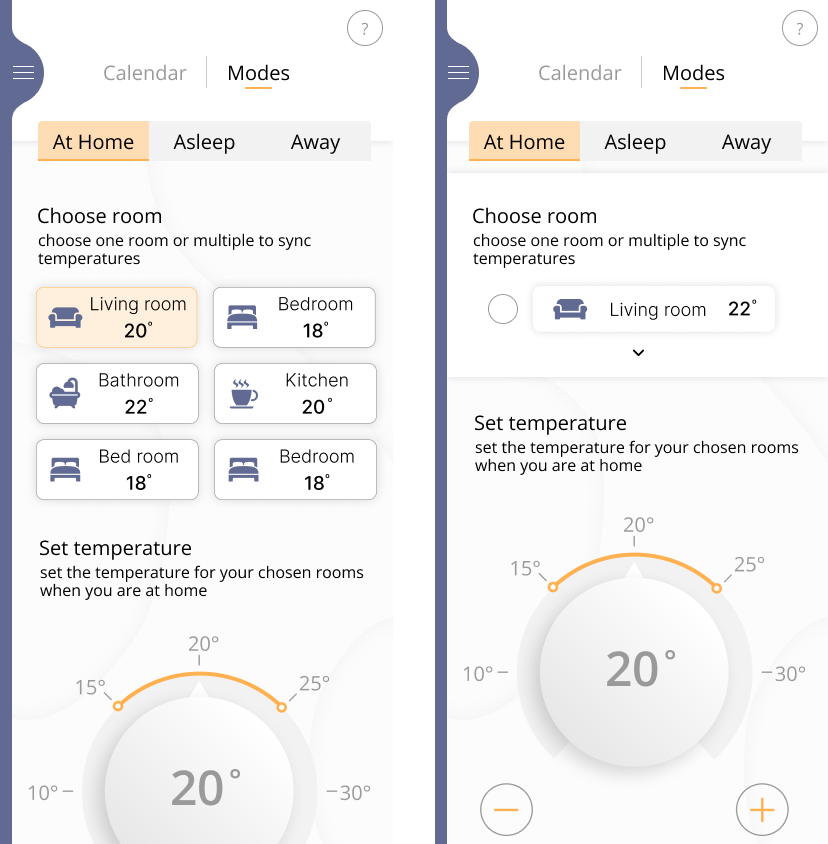 ?
Calendar Modes
At Home Asleep Away
Choose room
choose one room or multiple to sync
temperatures
Living room
20°
Bedroom
18°
Bathroom
22°
Kitchen
20°
Bed room
18°
Bedroom
18°
Set temperature
set the temperature for your chosen rooms
when you are at home
20°
15° 25°
10° 30°
20°
?
Calendar Modes
At Home Asleep Away
Choose room
choose one room or multiple to sync
temperatures
Living room 22°
Set temperature
set the temperature for your chosen rooms
when you are at home
20°
15° 25°
10° 30°
20°